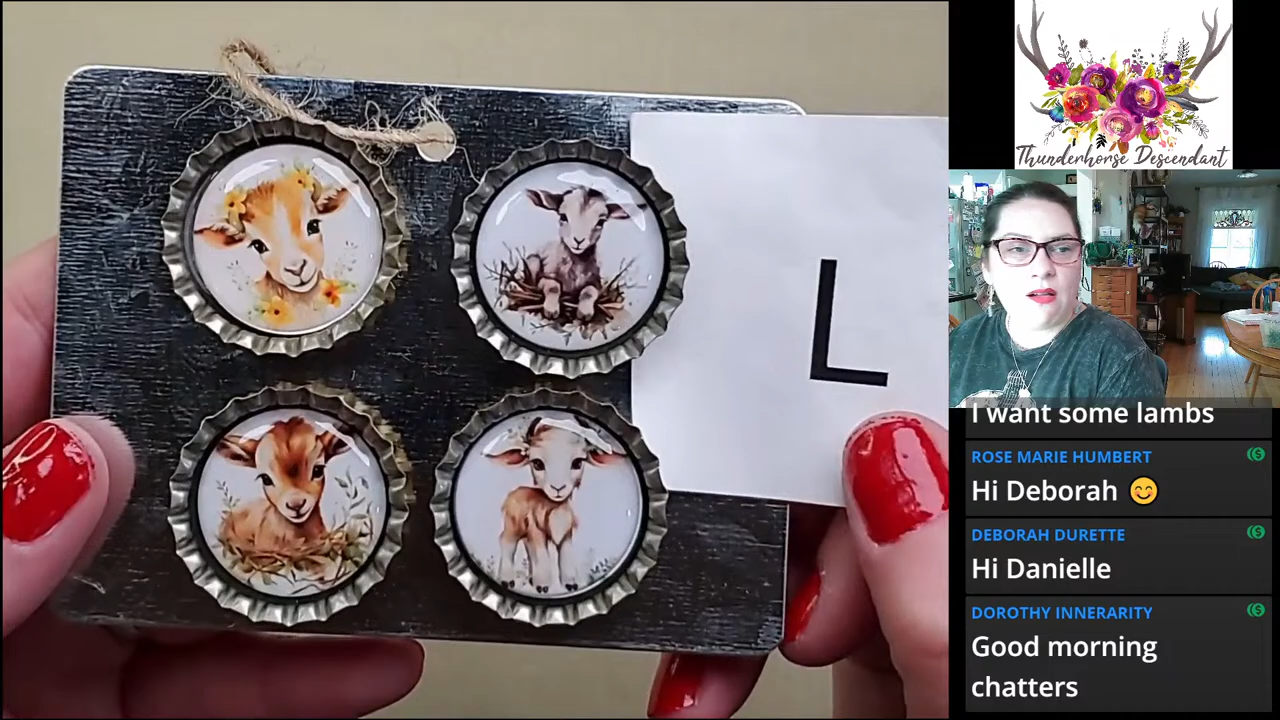 L
Thunderhorse Descendant
I want some lambs
ROSE MARIE HUMBERT
Hi Deborah 😊
DEBORAH DURETTE
Hi Danielle
DOROTHY INNERARITY
Good morning
chatters